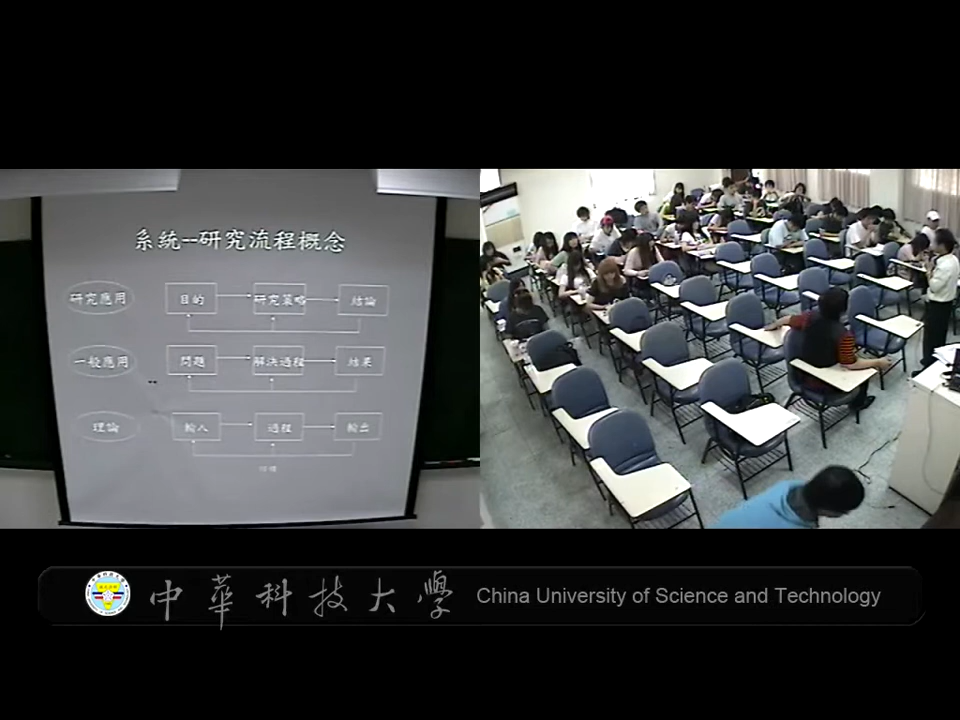 系統--研究流程概念
研究應用 目的 研究策略 結論
一般應用 問題 解決過程 結果
理論 輸入 過程 輸出
中華科技大學 China University of Science and Technology